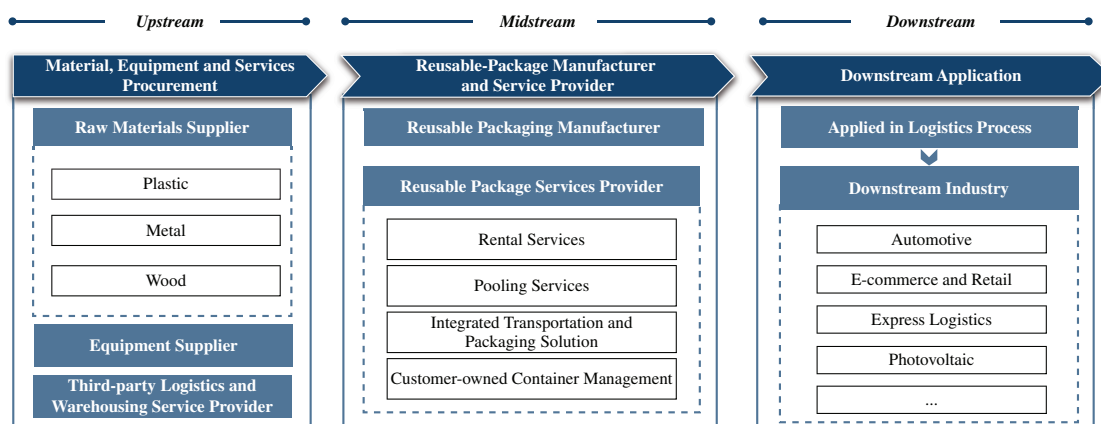 Upstream
Material, Equipment and Services
Procurement
Raw Materials Supplier
Plastic
Metal
Wood
Equipment Supplier
Third-party Logistics and
Warehousing Service Provider
Midstream
Reusable-Package Manufacturer
and Service Provider
Reusable Packaging Manufacturer
Reusable Package Services Provider
Rental Services
Pooling Services
Integrated Transportation and
Packaging Solution
Customer-owned Container Management
Downstream
Downstream Application
Applied in Logistics Process
Downstream Industry
Automotive
E-commerce and Retail
Express Logistics
Photovoltaic
...